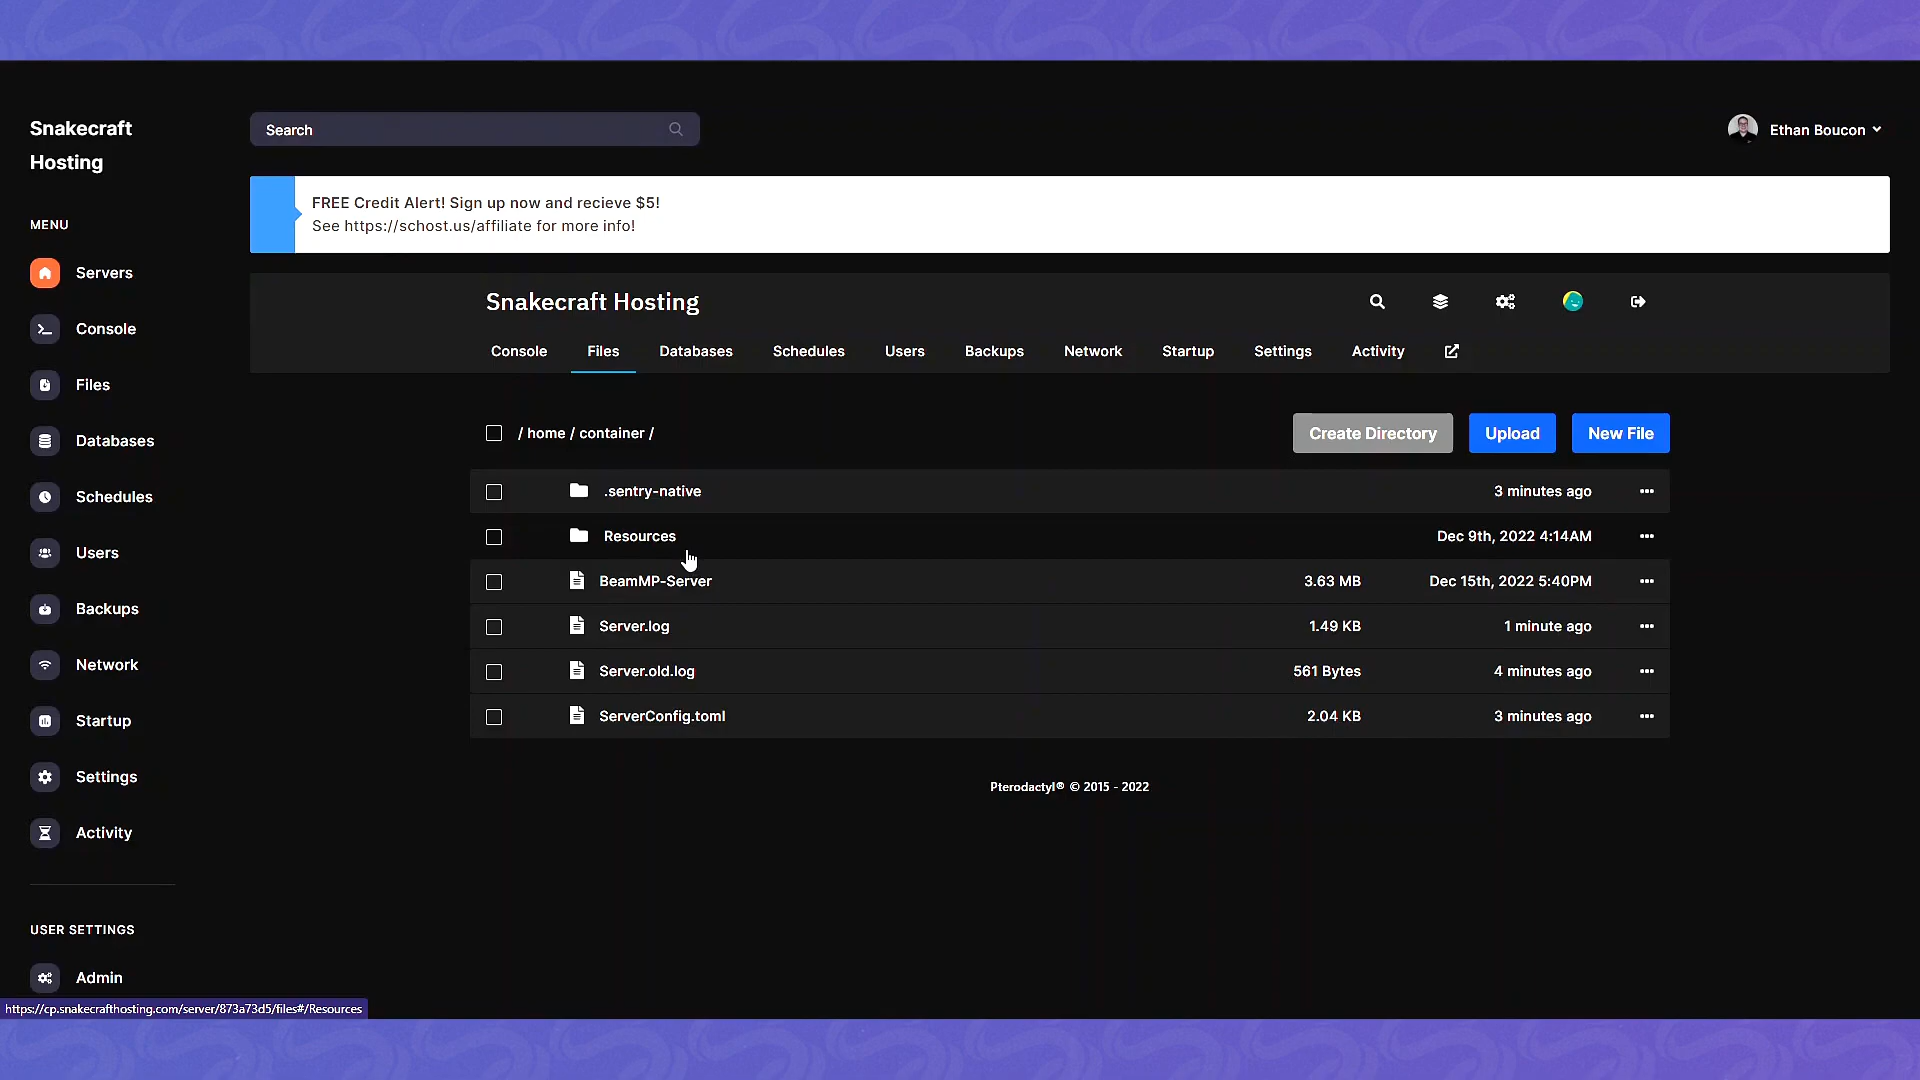 Snakecraft
Hosting
Search
Ethan Boucon
FREE Credit Alert! Sign up now and recieve $5!
See https://schost.us/affiliate for more info!
MENU
Servers
Console
Files
Databases
Schedules
Users
Backups
Network
Startup
Settings
Activity
USER SETTINGS
Admin
Snakecraft Hosting
Console Files Databases Schedules Users Backups Network Startup Settings Activity
/ home / container /
Create Directory Upload New File
.sentry-native 3 minutes ago
Resources Dec 9th, 2022 4:14AM
BeamMP-Server 3.63 MB Dec 15th, 2022 5:40PM
Server.log 1.49 KB 1 minute ago
Server.old.log 561 Bytes 4 minutes ago
ServerConfig.toml 2.04 KB 3 minutes ago
Pterodactyl® © 2015 - 2022
https://cp.snakecrafthosting.com/server/873a73d5/files#/Resources